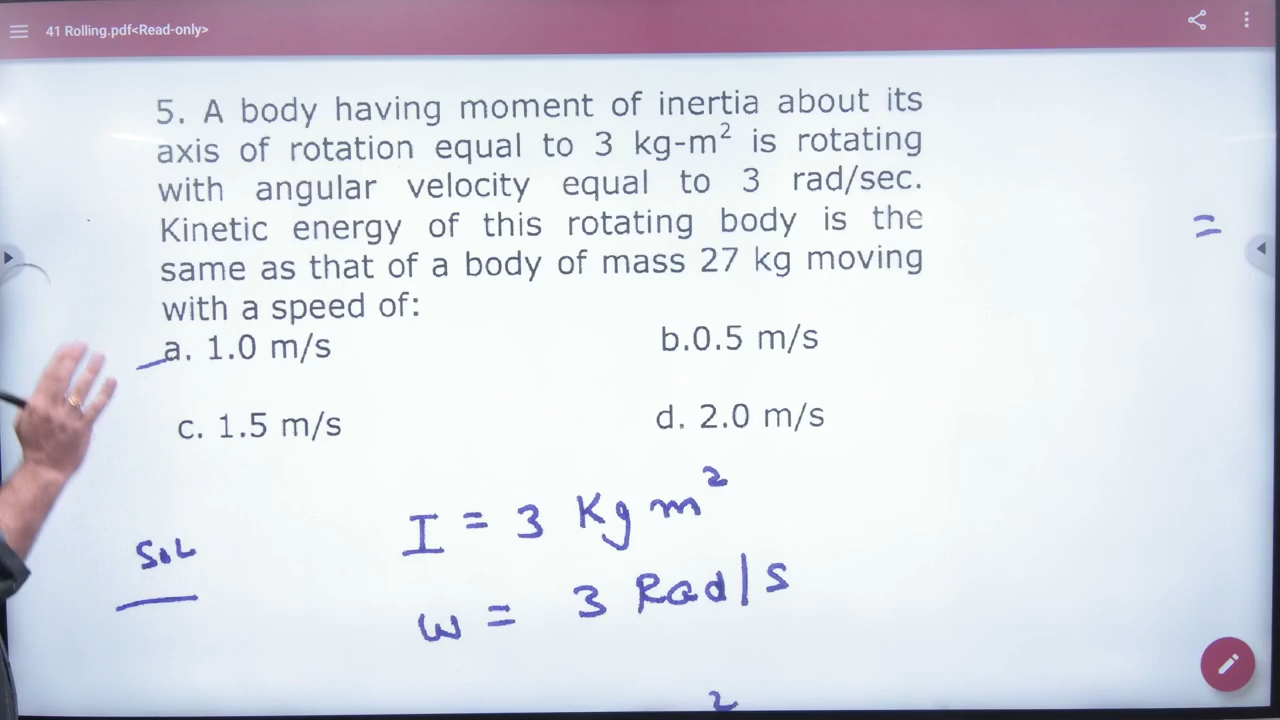 41 Rolling.pdf<Read-only>
5. A body having moment of inertia about its
axis of rotation equal to 3 kg-m² is rotating
with angular velocity equal to 3 rad/sec.
Kinetic energy of this rotating body is the
same as that of a body of mass 27 kg moving
with a speed of:
a. 1.0 m/s b.0.5 m/s
c. 1.5 m/s d. 2.0 m/s
=
I = 3 Kg m²
Sol
w = 3 Rad/s
2